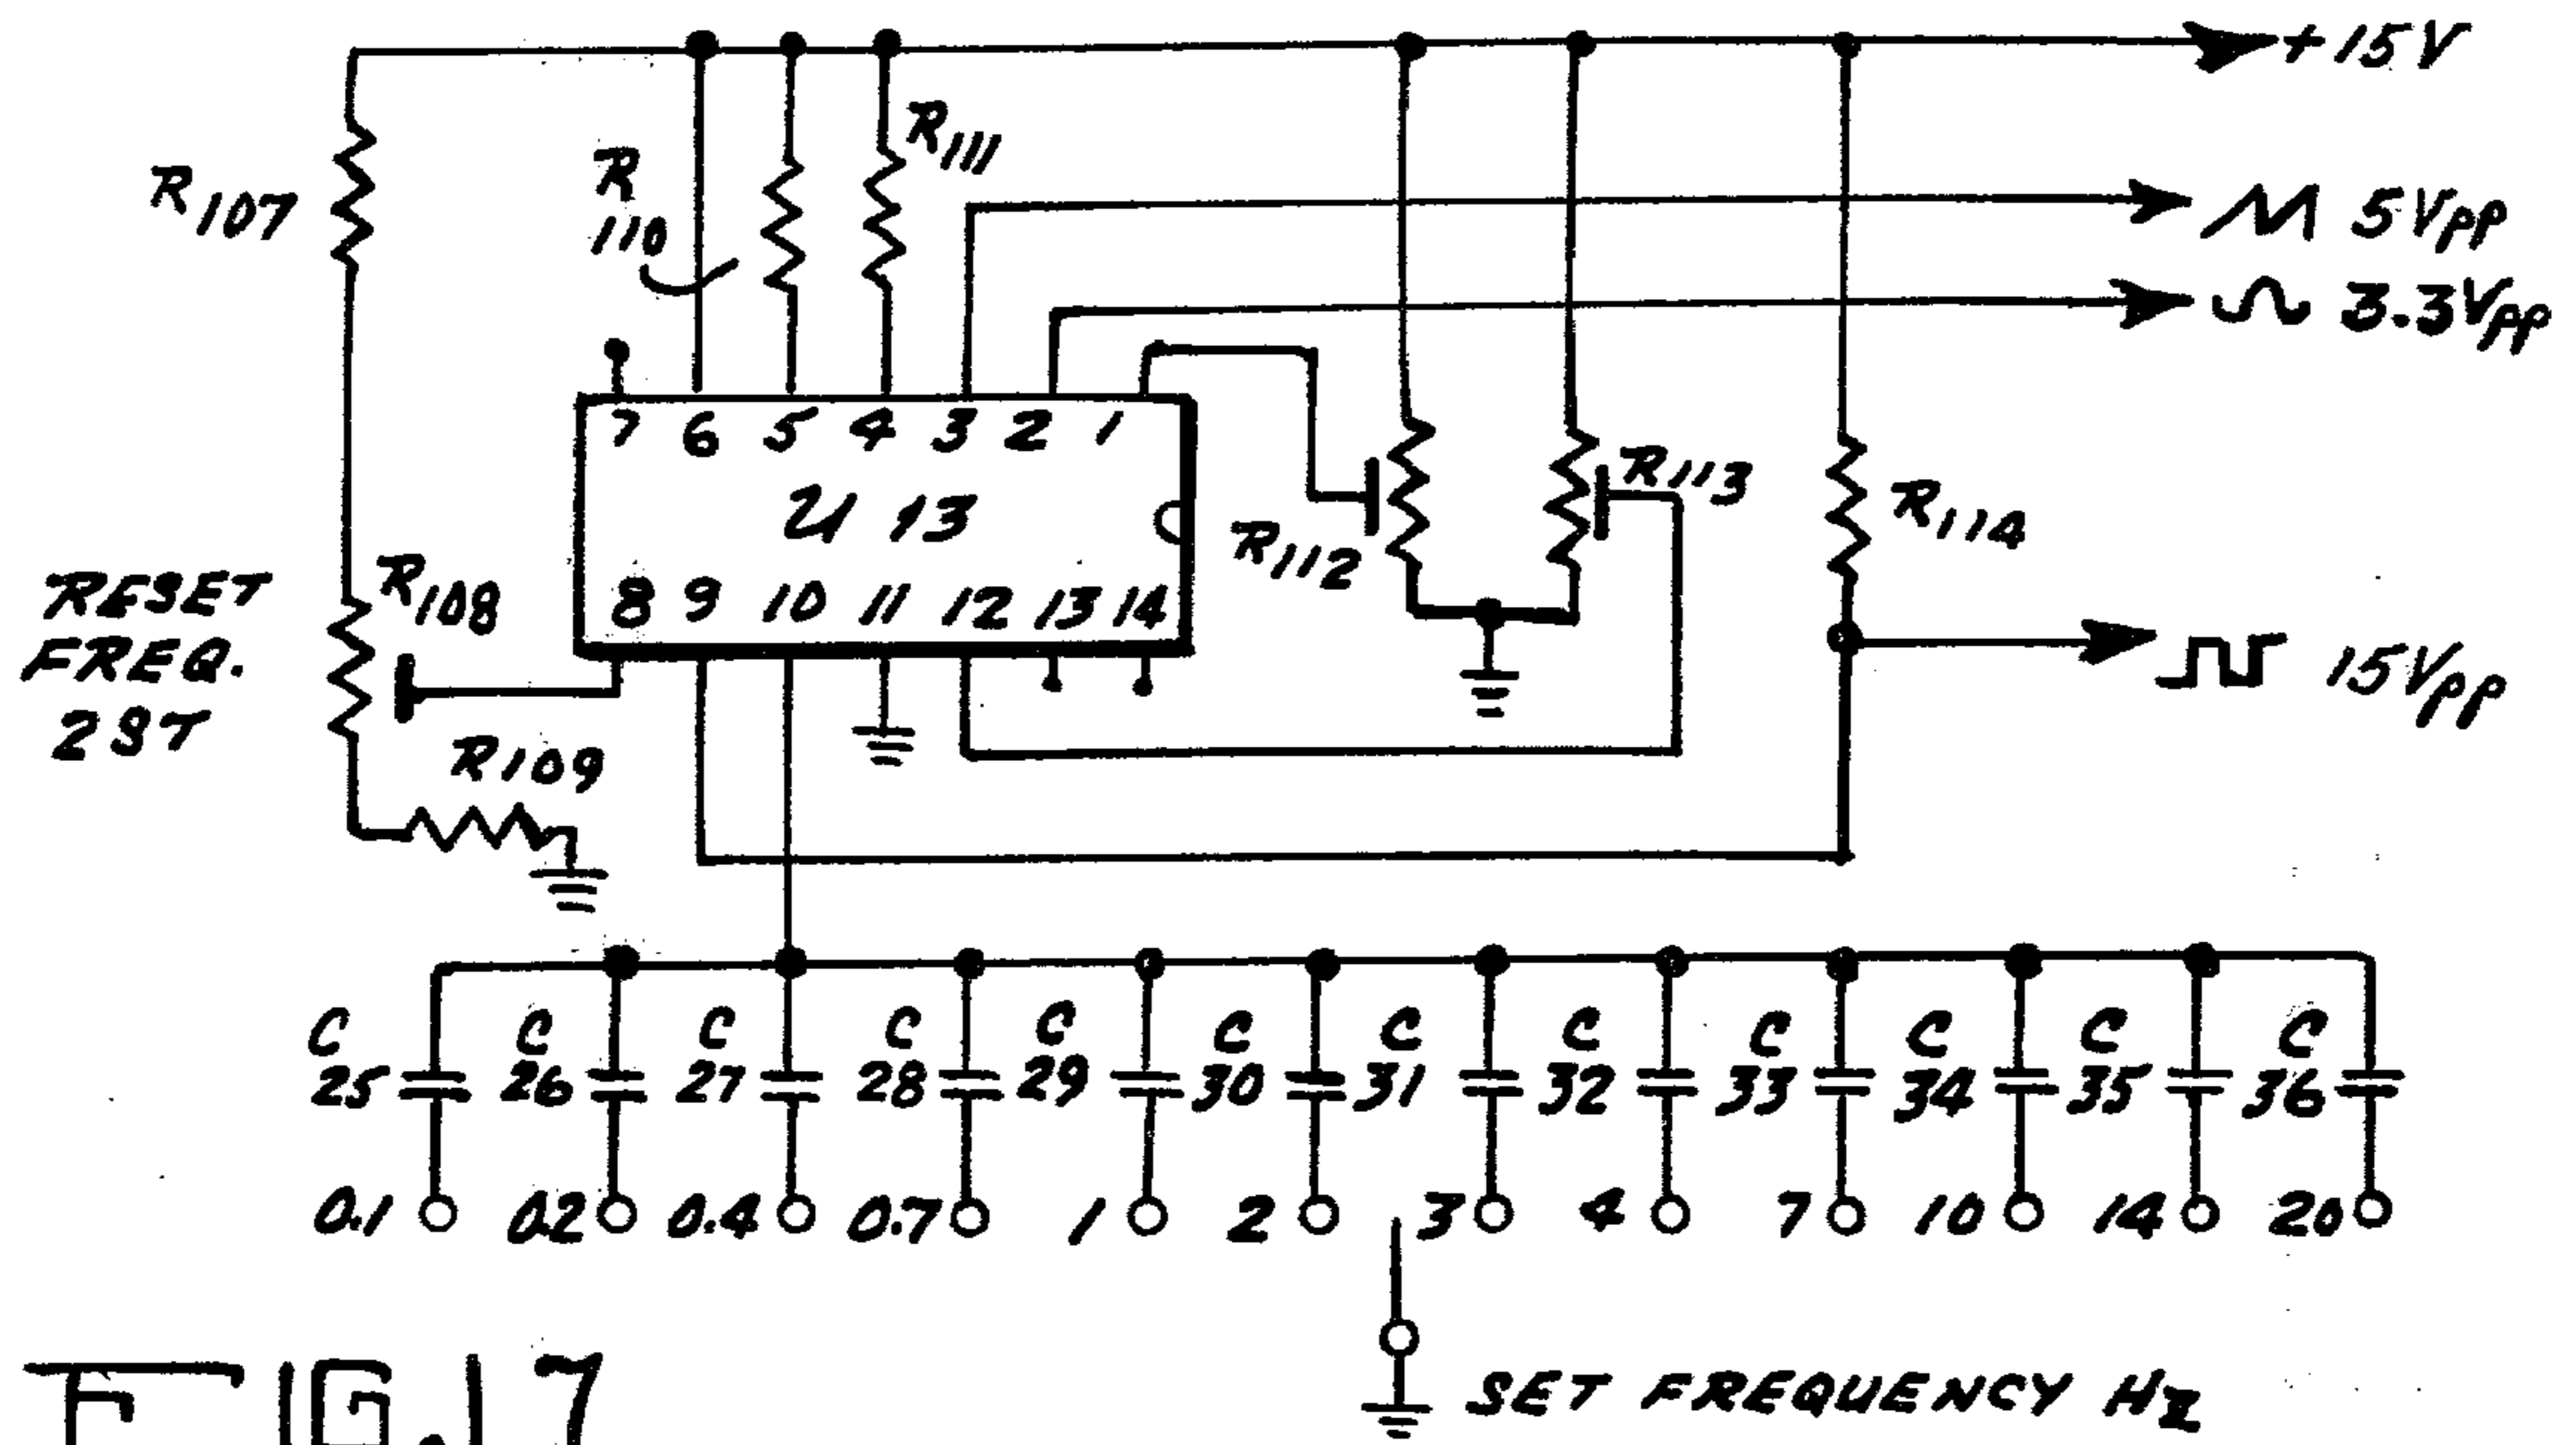 +15V
R111
R
110
R107
5Vpp
3.3Vpp
7 6 5 4 3 2 1
U 13
8 9 10 11 12 13 14
R112
R113
R114
15Vpp
RESET
FREQ.
R108
R109
C C C C C C C C C C C C
25 26 27 28 29 30 31 32 33 34 35 36
0.1 0.2 0.4 0.7 1 2 3 4 7 10 14 20
SET FREQUENCY Hz
FIG.17